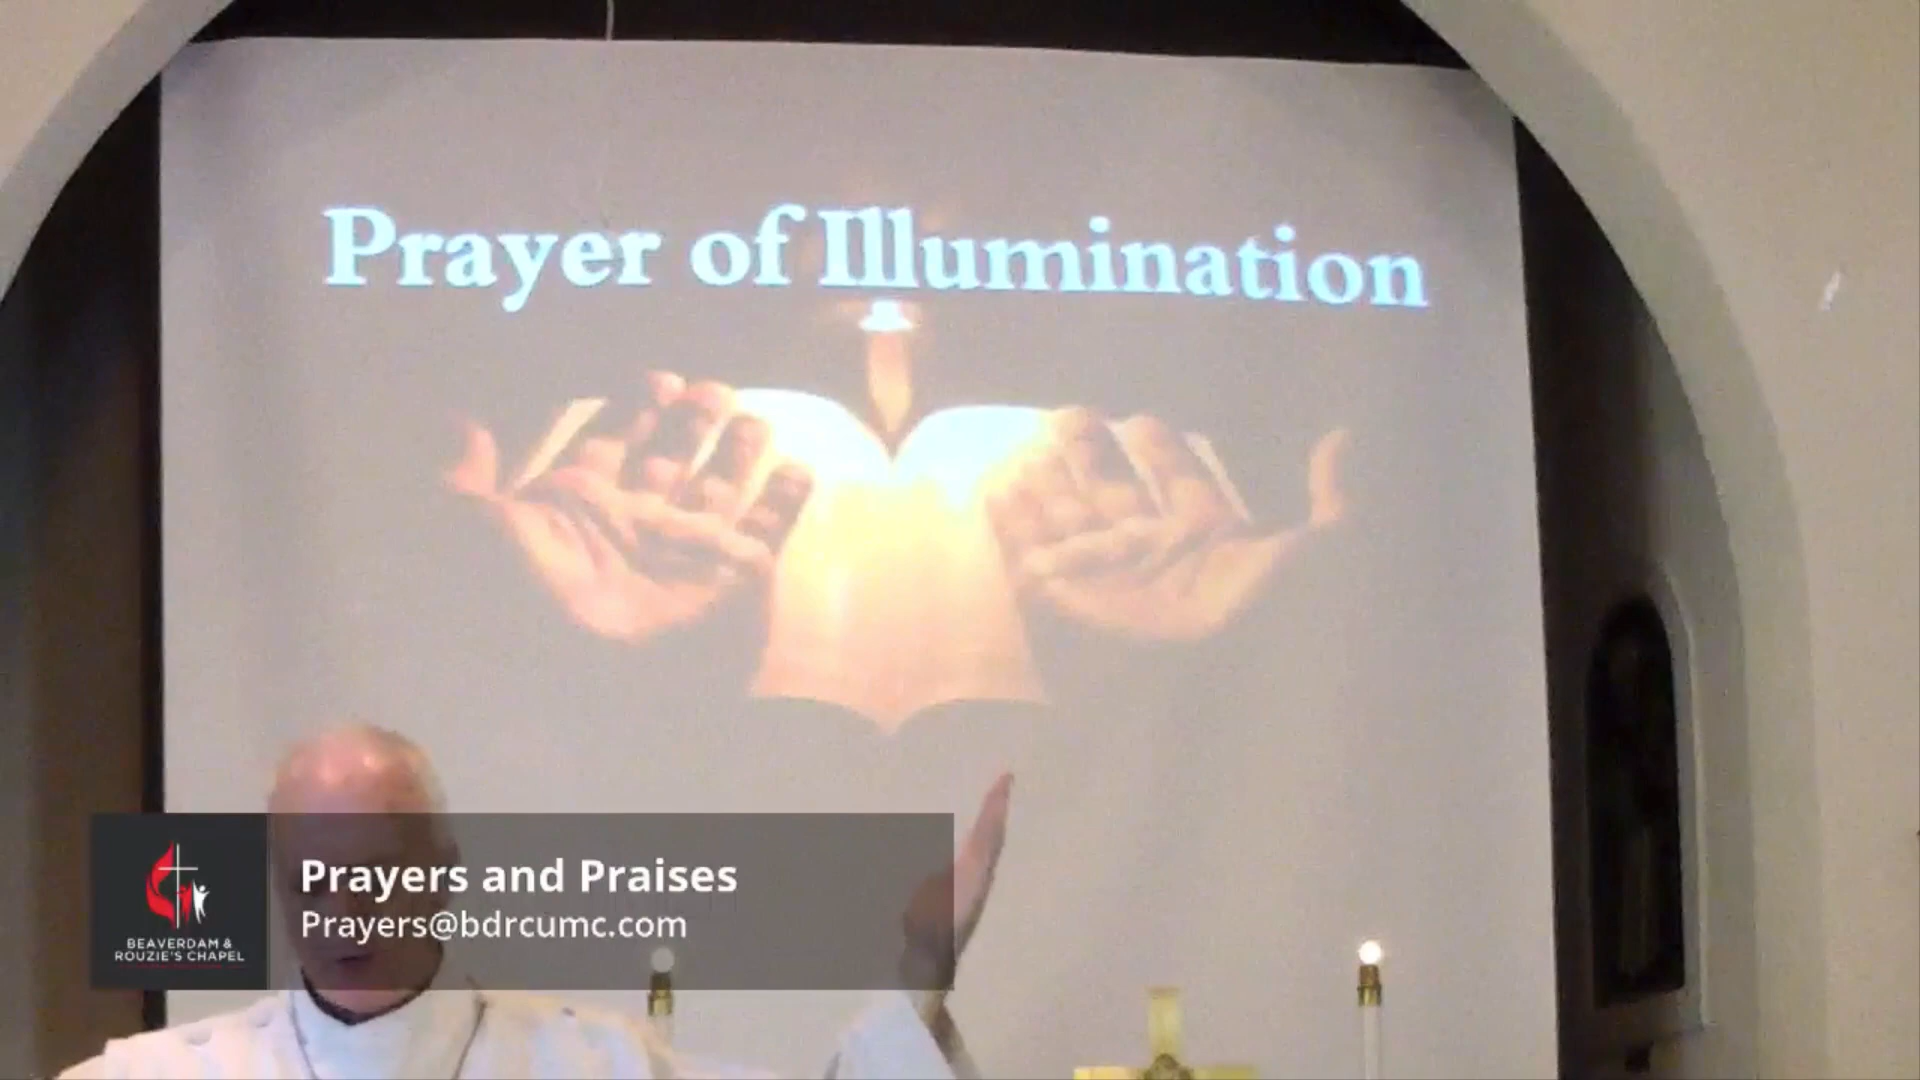 Prayer of Illumination
Prayers and Praises
Prayers@bdrcumc.com
BEAVERDAM &
ROUZIE'S CHAPEL